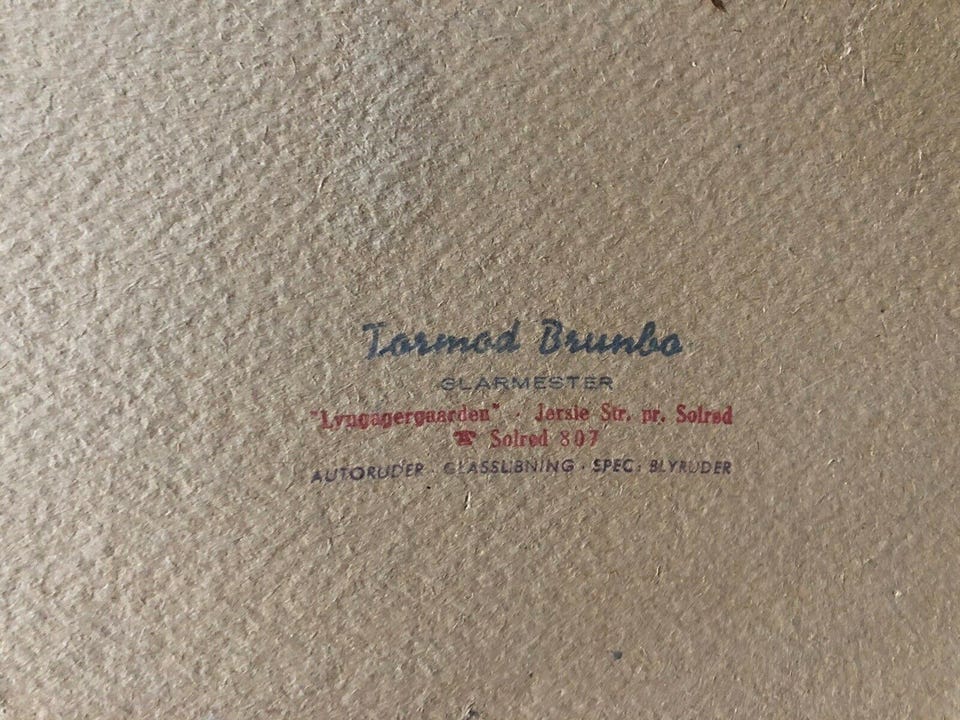 Tormod Brunbo
GLARMESTER
"Lyngagergaarden" · Jersie Str. pr. Solrød
☎ Solrød 807
AUTORUDER · GLASSLIBNING · SPEC: BLYRUDER